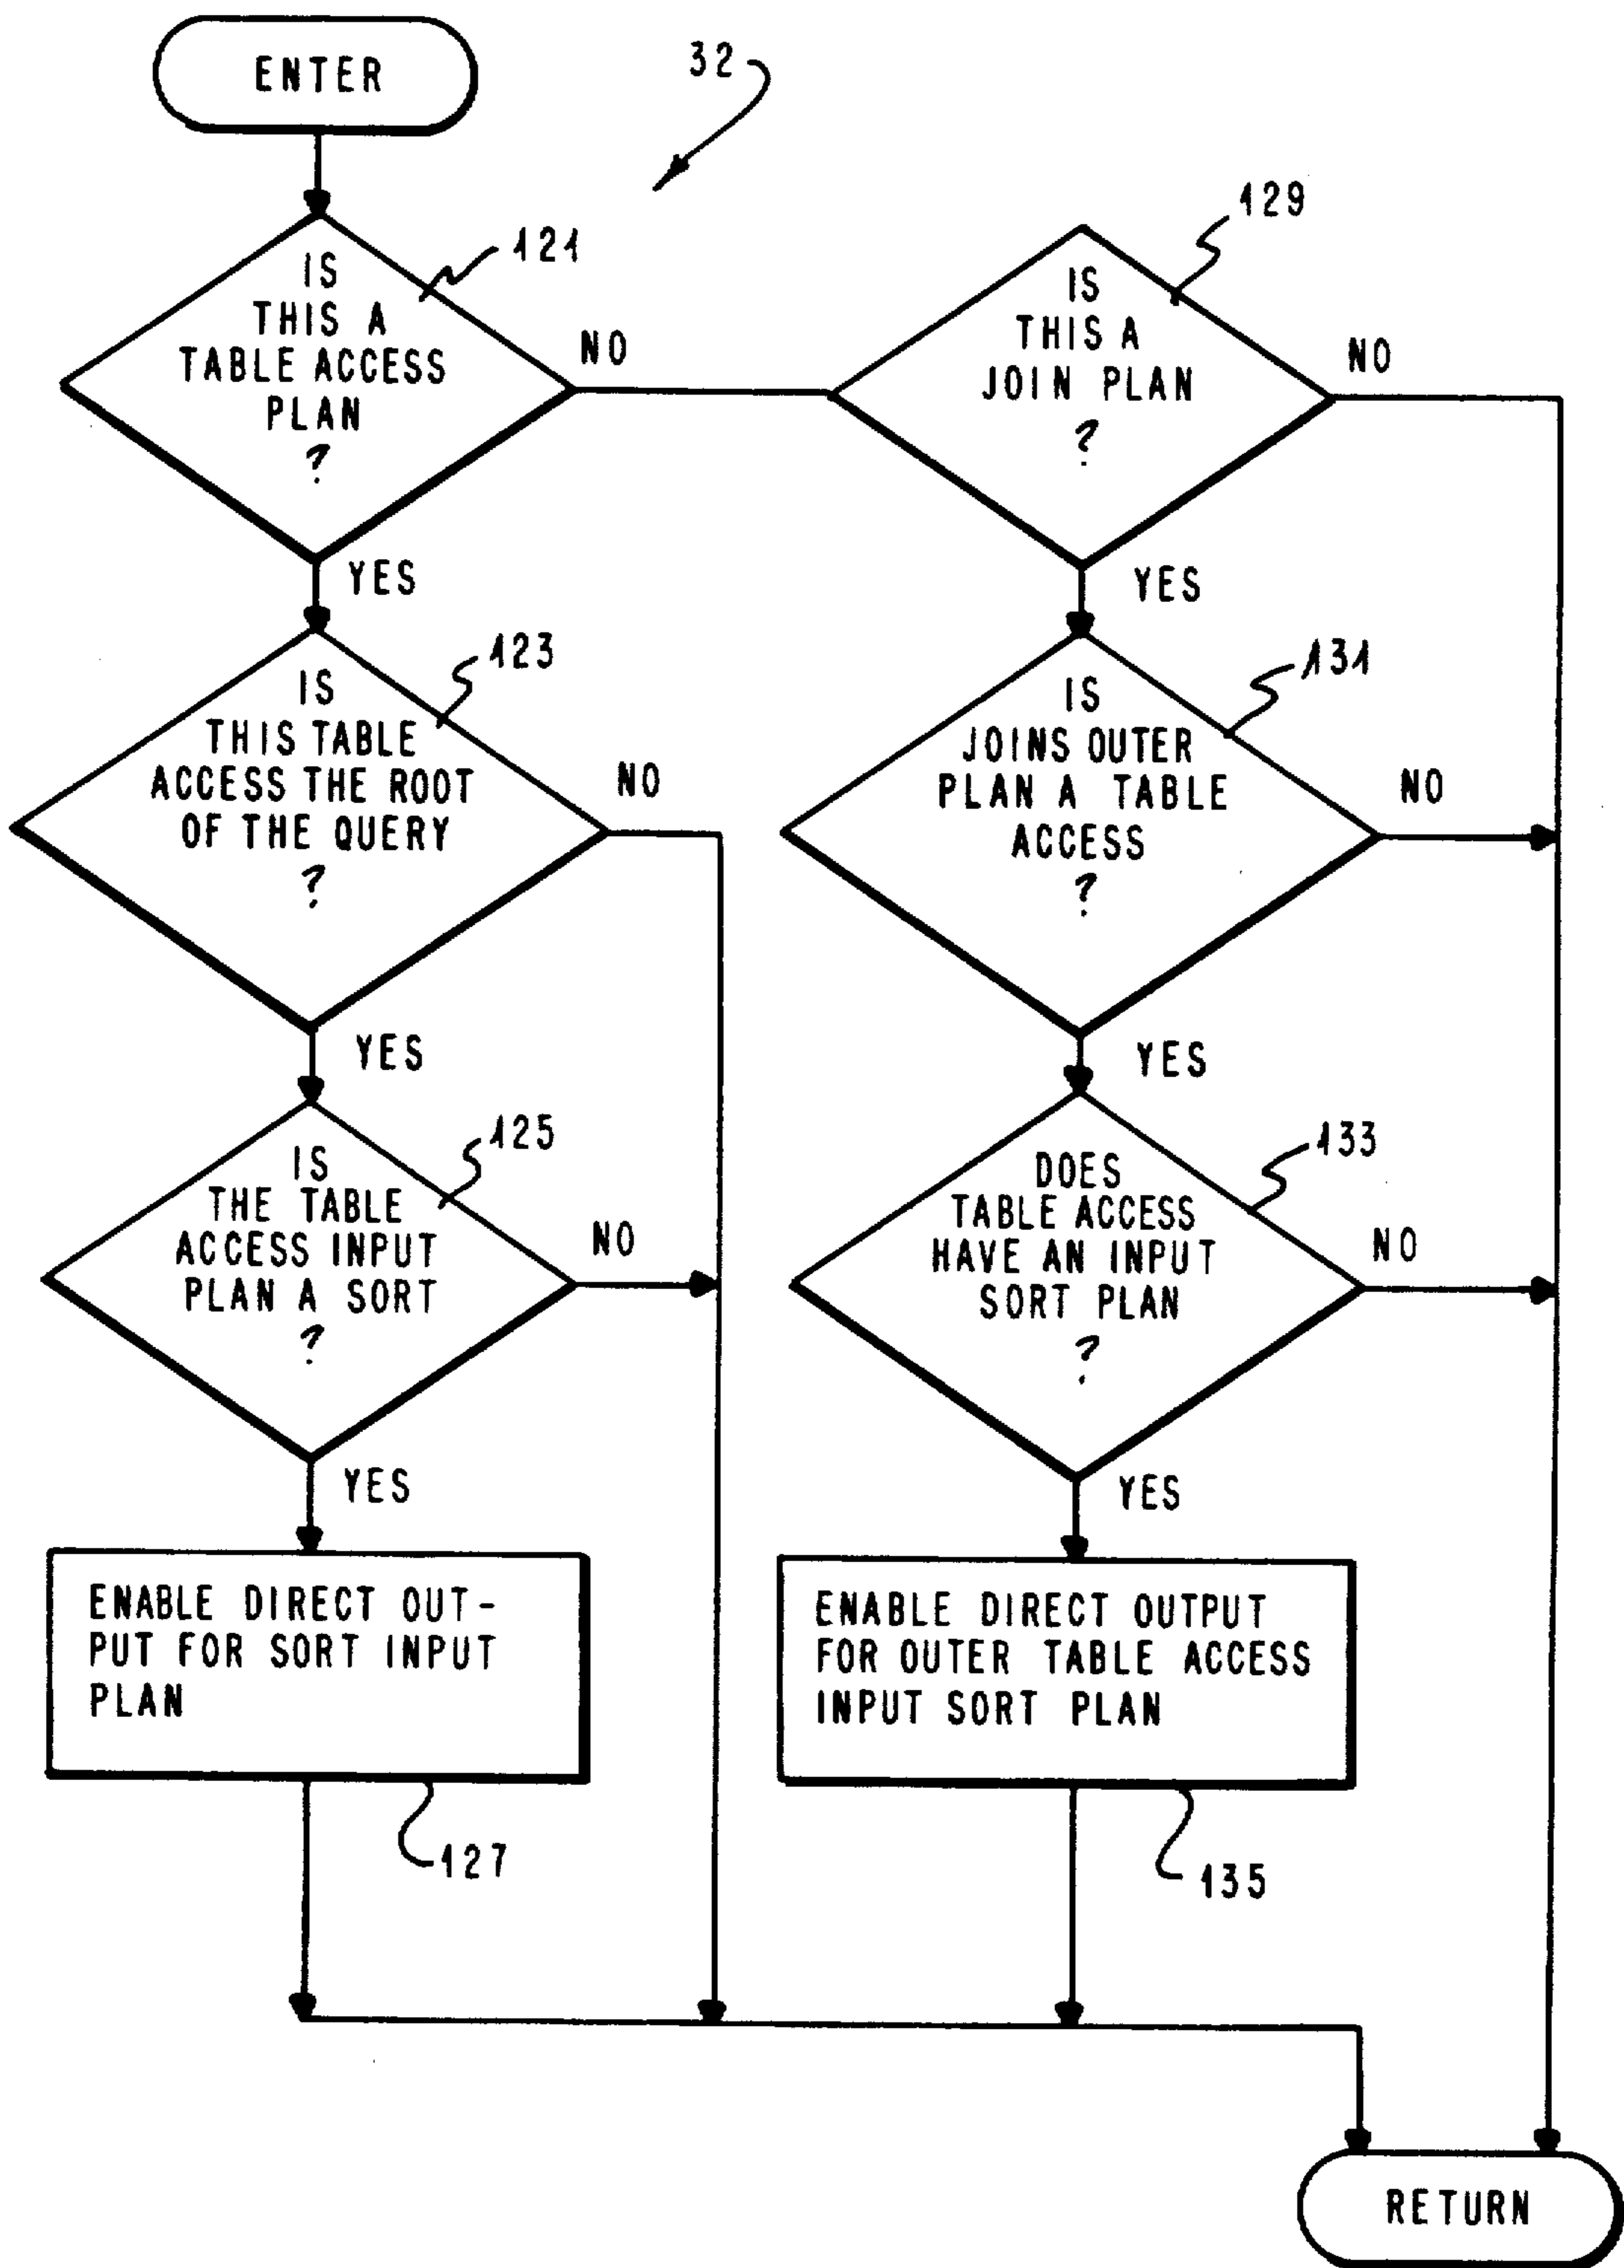 ENTER
32
IS
THIS A
TABLE ACCESS
PLAN
?
121
NO
YES
IS
THIS TABLE
ACCESS THE ROOT
OF THE QUERY
?
123
NO
YES
IS
THE TABLE
ACCESS INPUT
PLAN A SORT
?
125
NO
YES
ENABLE DIRECT OUT-
PUT FOR SORT INPUT
PLAN
127
IS
THIS A
JOIN PLAN
?
129
NO
YES
IS
JOINS OUTER
PLAN A TABLE
ACCESS
?
131
NO
YES
DOES
TABLE ACCESS
HAVE AN INPUT
SORT PLAN
?
133
NO
YES
ENABLE DIRECT OUTPUT
FOR OUTER TABLE ACCESS
INPUT SORT PLAN
135
RETURN